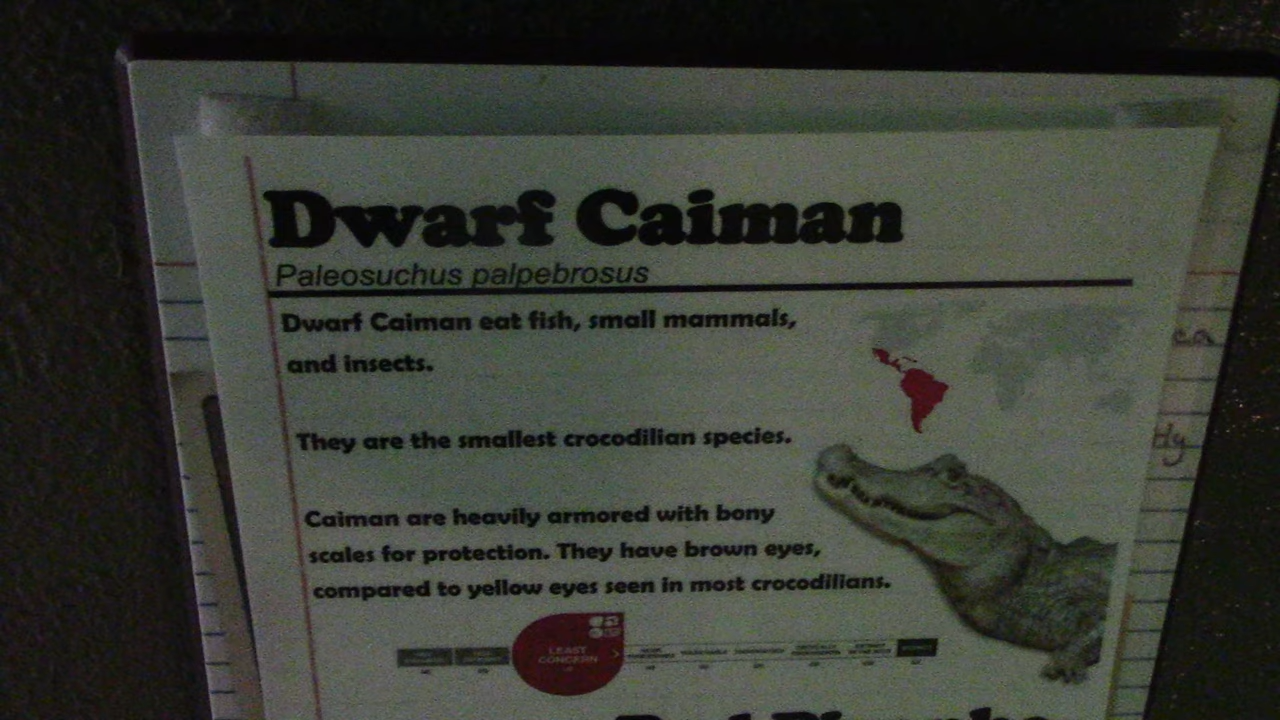 Dwarf Caiman
Paleosuchus palpebrosus
Dwarf Caiman eat fish, small mammals,
and insects.
They are the smallest crocodilian species.
Caiman are heavily armored with bony
scales for protection. They have brown eyes,
compared to yellow eyes seen in most crocodilians.
LEAST
CONCERN